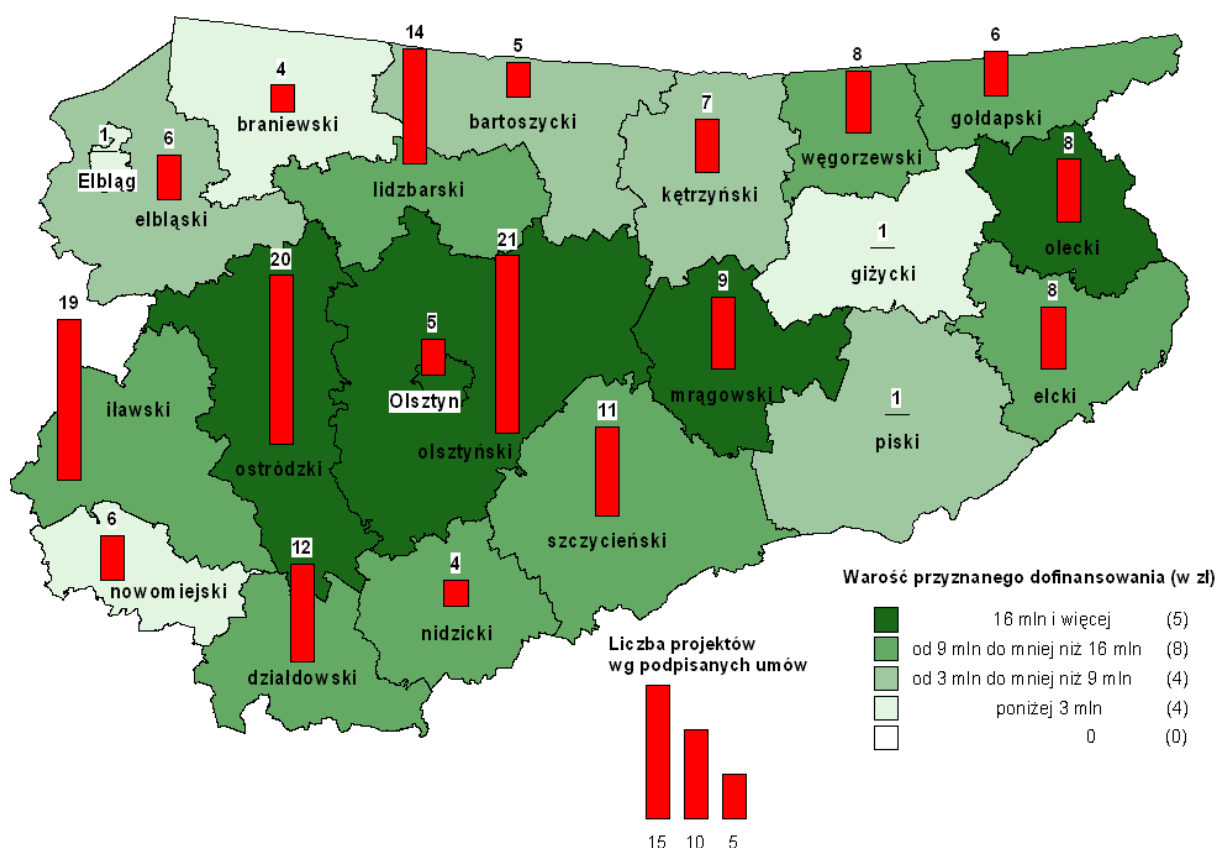 14
5
6
8
4
7
braniewski
bartoszycki
gołdapski
1
6
węgorzewski
8
Elbląg
lidzbarski
kętrzyński
elbląski
1
olecki
21
20
giżycki
9
8
19
5
mrągowski
Olsztyn
ełcki
iławski
11
1
olsztyński
piski
ostródzki
6
szczycieński
12
4
nowomiejski
nidzicki
działdowski
Warość przyznanego dofinansowania (w zl)
16 mln i więcej (5)
od 9 mln do mniej niż 16 mln (8)
od 3 mln do mniej niż 9 mln (4)
poniżej 3 mln (4)
0 (0)
Liczba projektów
wg podpisanych umów
15 10 5